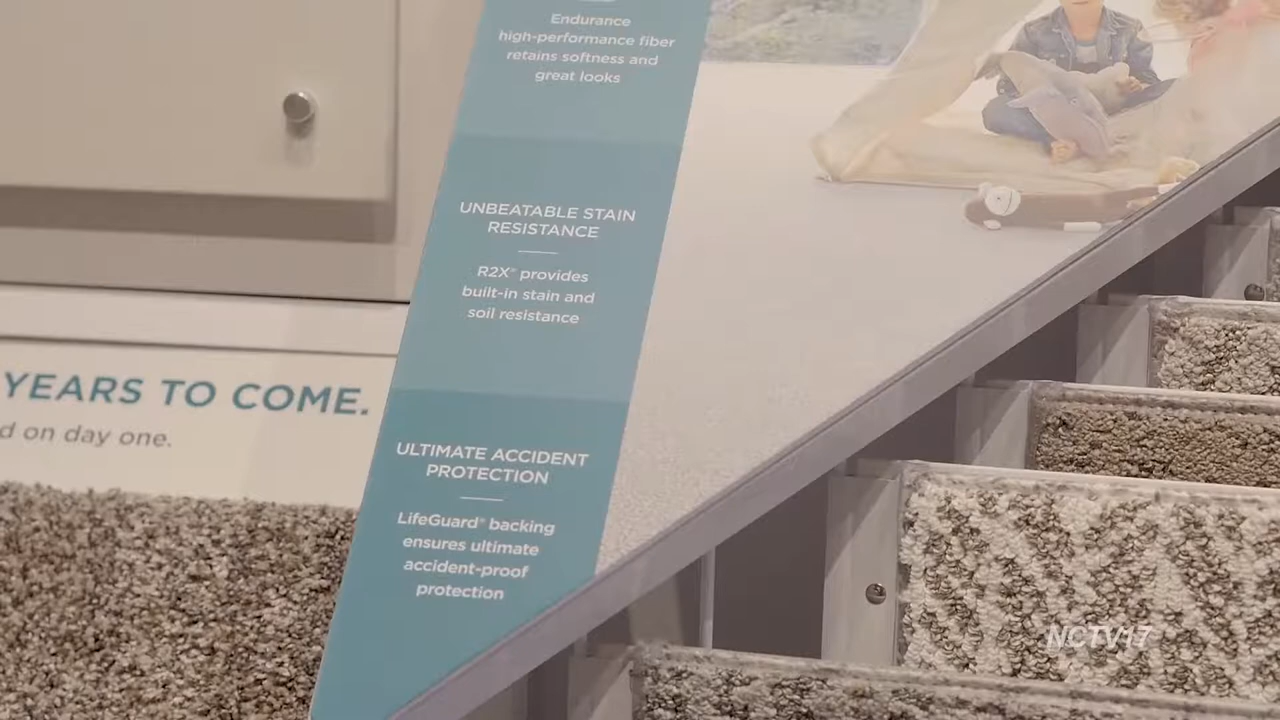 Endurance
high-performance fiber
retains softness and
great looks
UNBEATABLE STAIN
RESISTANCE
R2X® provides
built-in stain and
soil resistance
YEARS TO COME.
d on day one.
ULTIMATE ACCIDENT
PROTECTION
LifeGuard® backing
ensures ultimate
accident-proof
protection
NCTV17